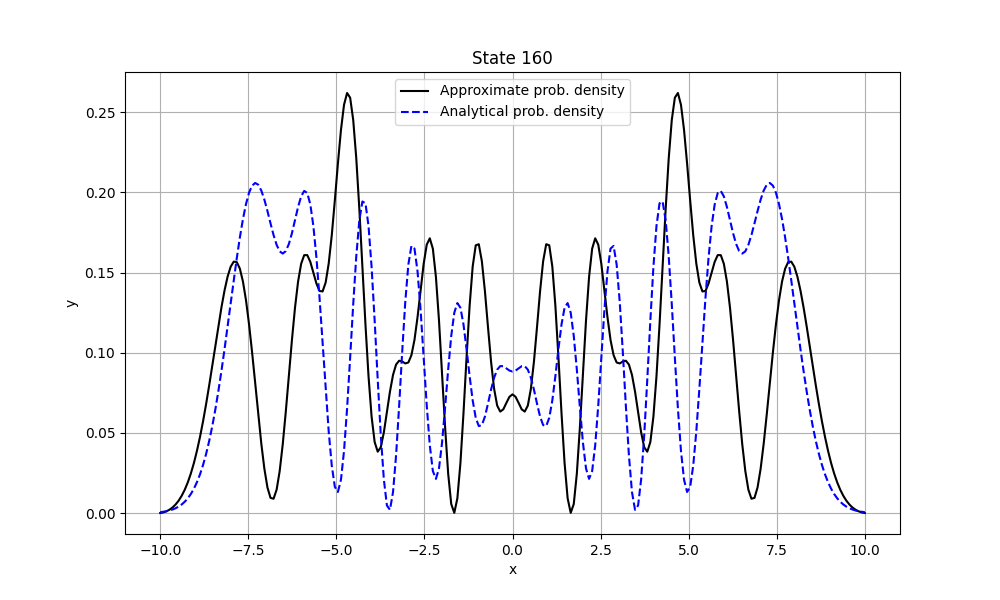 State 160
Approximate prob. density
Analytical prob. density
y
0.25
0.20
0.15
0.10
0.05
0.00
−10.0 −7.5 −5.0 −2.5 0.0 2.5 5.0 7.5 10.0
x